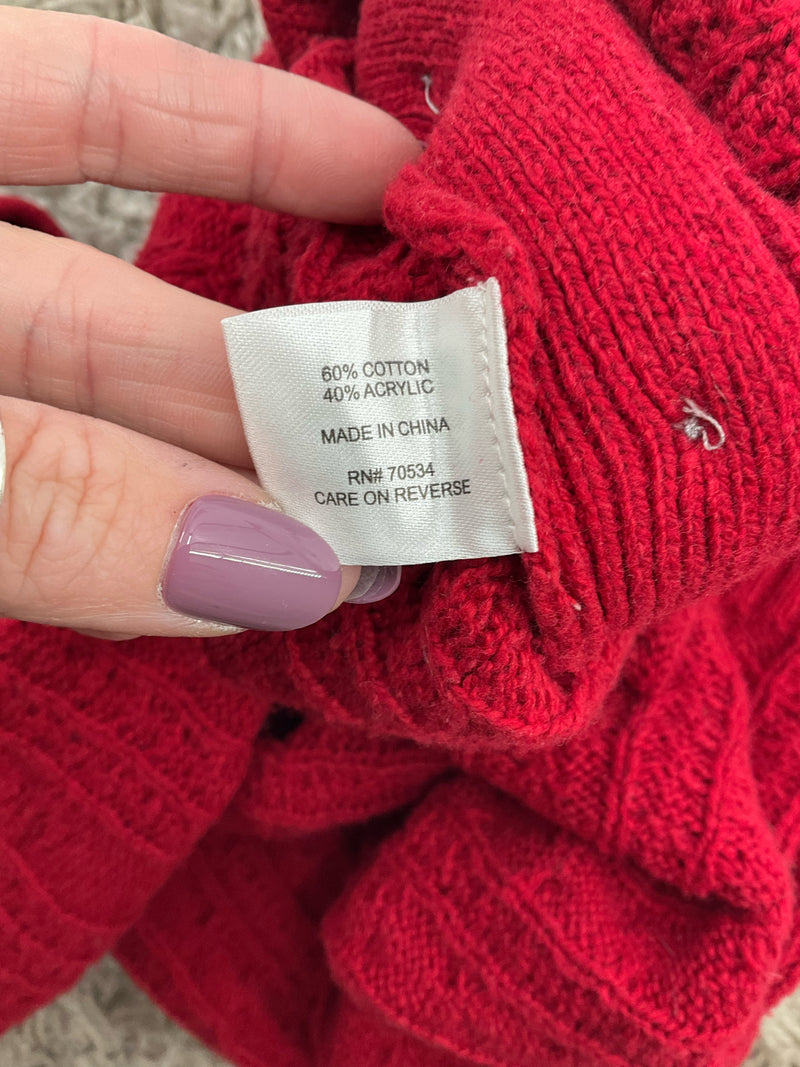 60% COTTON
40% ACRYLIC
MADE IN CHINA
RN# 70534
CARE ON REVERSE